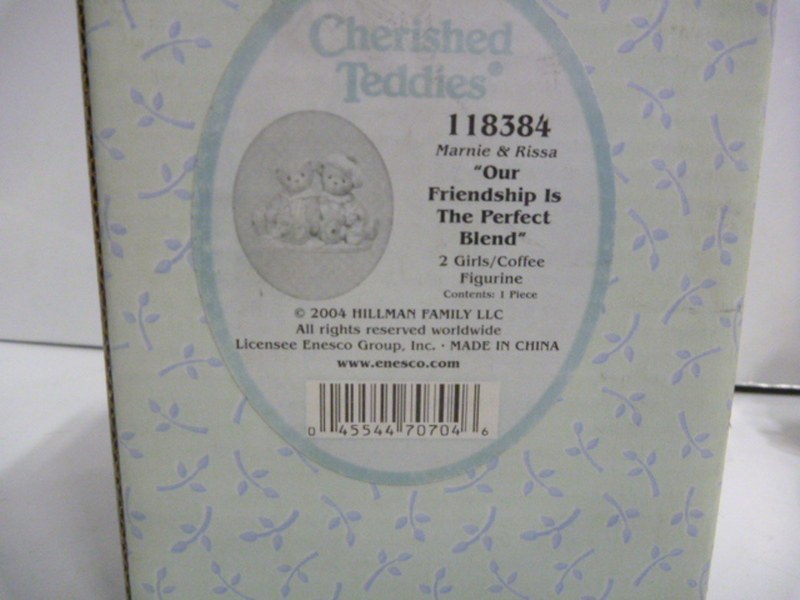 Cherished
Teddies®
118384
Marnie & Rissa
"Our
Friendship Is
The Perfect
Blend"
2 Girls/Coffee
Figurine
Contents: 1 Piece
© 2004 HILLMAN FAMILY LLC
All rights reserved worldwide
Licensee Enesco Group, Inc. · MADE IN CHINA
www.enesco.com
0 45544 70704 6